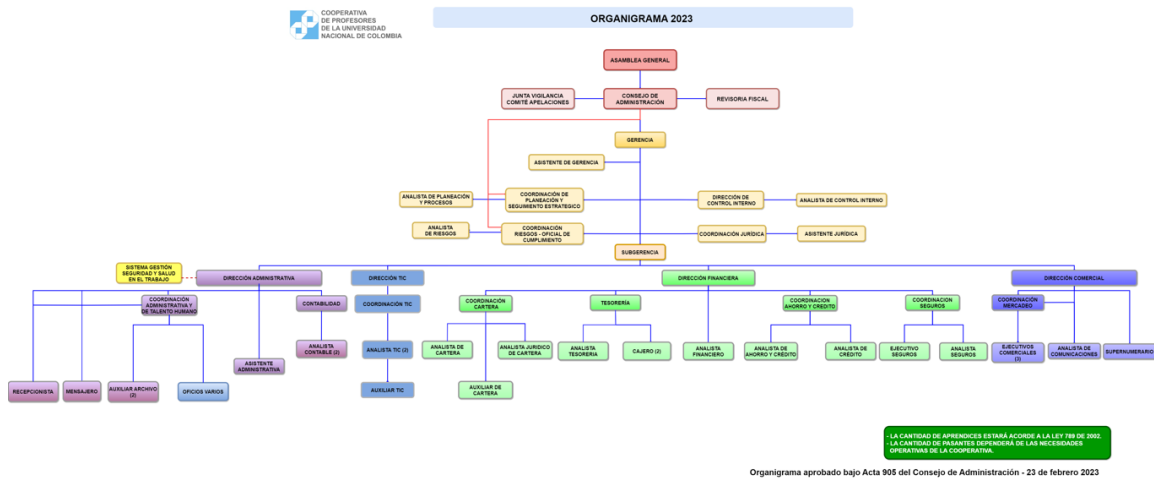 COOPERATIVA
DE PROFESORES
DE LA UNIVERSIDAD
NACIONAL DE COLOMBIA
ORGANIGRAMA 2023
ASAMBLEA GENERAL
JUNTA VIGILANCIA
COMITÉ APELACIONES
CONSEJO DE
ADMINISTRACIÓN
REVISORIA FISCAL
GERENCIA
ASISTENTE DE GERENCIA
ANALISTA DE PLANEACIÓN
Y PROCESOS
COORDINACIÓN DE
PLANEACIÓN Y
SEGUIMIENTO ESTRATEGICO
DIRECCIÓN DE
CONTROL INTERNO
ANALISTA DE CONTROL INTERNO
ANALISTA
DE RIESGOS
COORDINACIÓN
RIESGOS - OFICIAL DE
CUMPLIMIENTO
COORDINACIÓN JURÍDICA
ASISTENTE JURÍDICA
SUBGERENCIA
SISTEMA GESTIÓN
SEGURIDAD Y SALUD
EN EL TRABAJO
DIRECCIÓN ADMINISTRATIVA
DIRECCIÓN TIC
DIRECCIÓN FINANCIERA
DIRECCIÓN COMERCIAL
COORDINACIÓN
ADMINISTRATIVA Y
DE TALENTO HUMANO
CONTABILIDAD
COORDINACIÓN TIC
COORDINACIÓN
CARTERA
TESORERÍA
COORDINACION
AHORRO Y CREDITO
COORDINACION
SEGUROS
COORDINACIÓN
MERCADEO
ANALISTA
CONTABLE (2)
ANALISTA TIC (2)
ANALISTA DE
CARTERA
ANALISTA JURIDICO
DE CARTERA
ANALISTA
TESORERIA
CAJERO (2)
ANALISTA
FINANCIERO
ANALISTA DE
AHORRO Y CRÉDITO
ANALISTA DE
CRÉDITO
EJECUTIVO
SEGUROS
ANALISTA
SEGUROS
EJECUTIVOS
COMERCIALES (3)
ANALISTA DE
COMUNICACIONES
SUPERNUMERARIO
ASISTENTE
ADMINISTRATIVA
RECEPCIONISTA
MENSAJERO
AUXILIAR ARCHIVO
(2)
OFICIOS VARIOS
AUXILIAR TIC
AUXILIAR DE
CARTERA
- LA CANTIDAD DE APRENDICES ESTARÁ ACORDE A LA LEY 789 DE 2002.
- LA CANTIDAD DE PASANTES DEPENDERÁ DE LAS NECESIDADES
OPERATIVAS DE LA COOPERATIVA.
Organigrama aprobado bajo Acta 905 del Consejo de Administración - 23 de febrero 2023